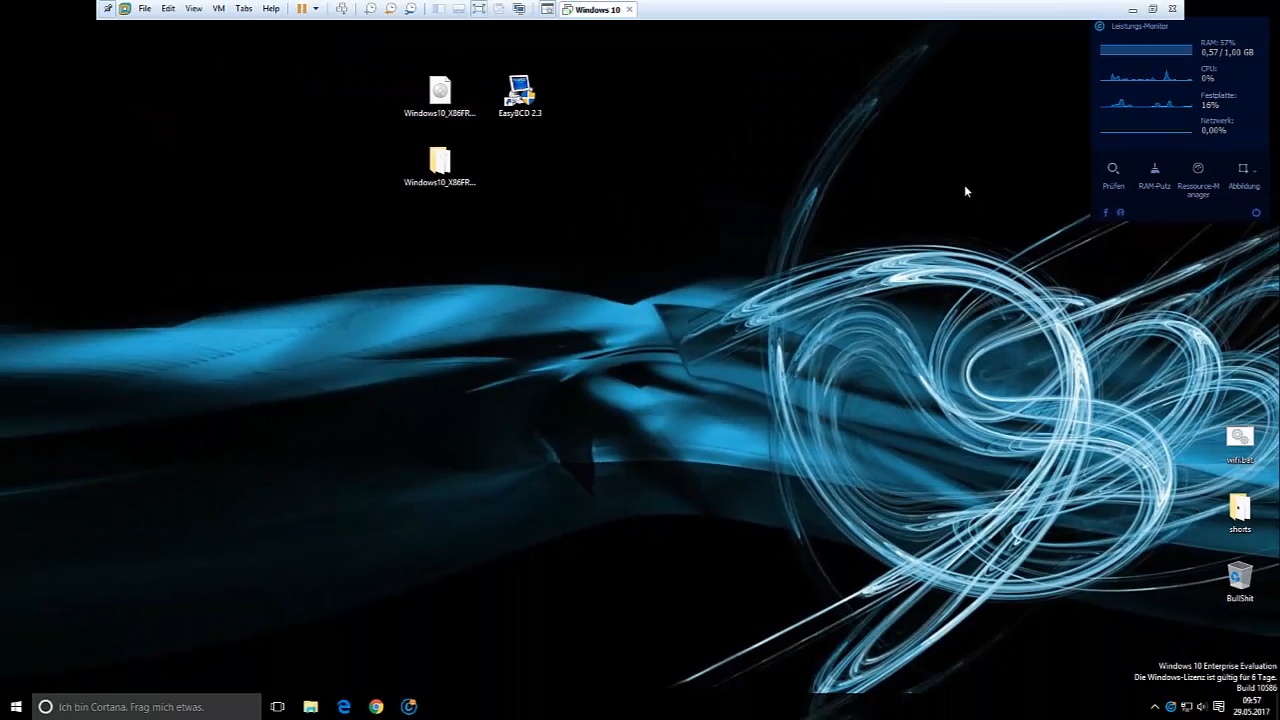 File Edit View VM Tabs Help Windows 10
Leistungs-Monitor
RAM: 57%
0,57 / 1,00 GB
CPU:
0%
Festplatte:
16%
Netzwerk:
0,00%
Prüfen RAM-Putz Ressource-M Abbildung
anager
Windows10_X86FR... EasyBCD 2.3
Windows10_X86FR...
wifi.bat
shorts
BullShit
Windows 10 Enterprise Evaluation
Die Windows-Lizenz ist gültig für 6 Tage.
Build 10586
Ich bin Cortana. Frag mich etwas.
09:57
29.05.2017